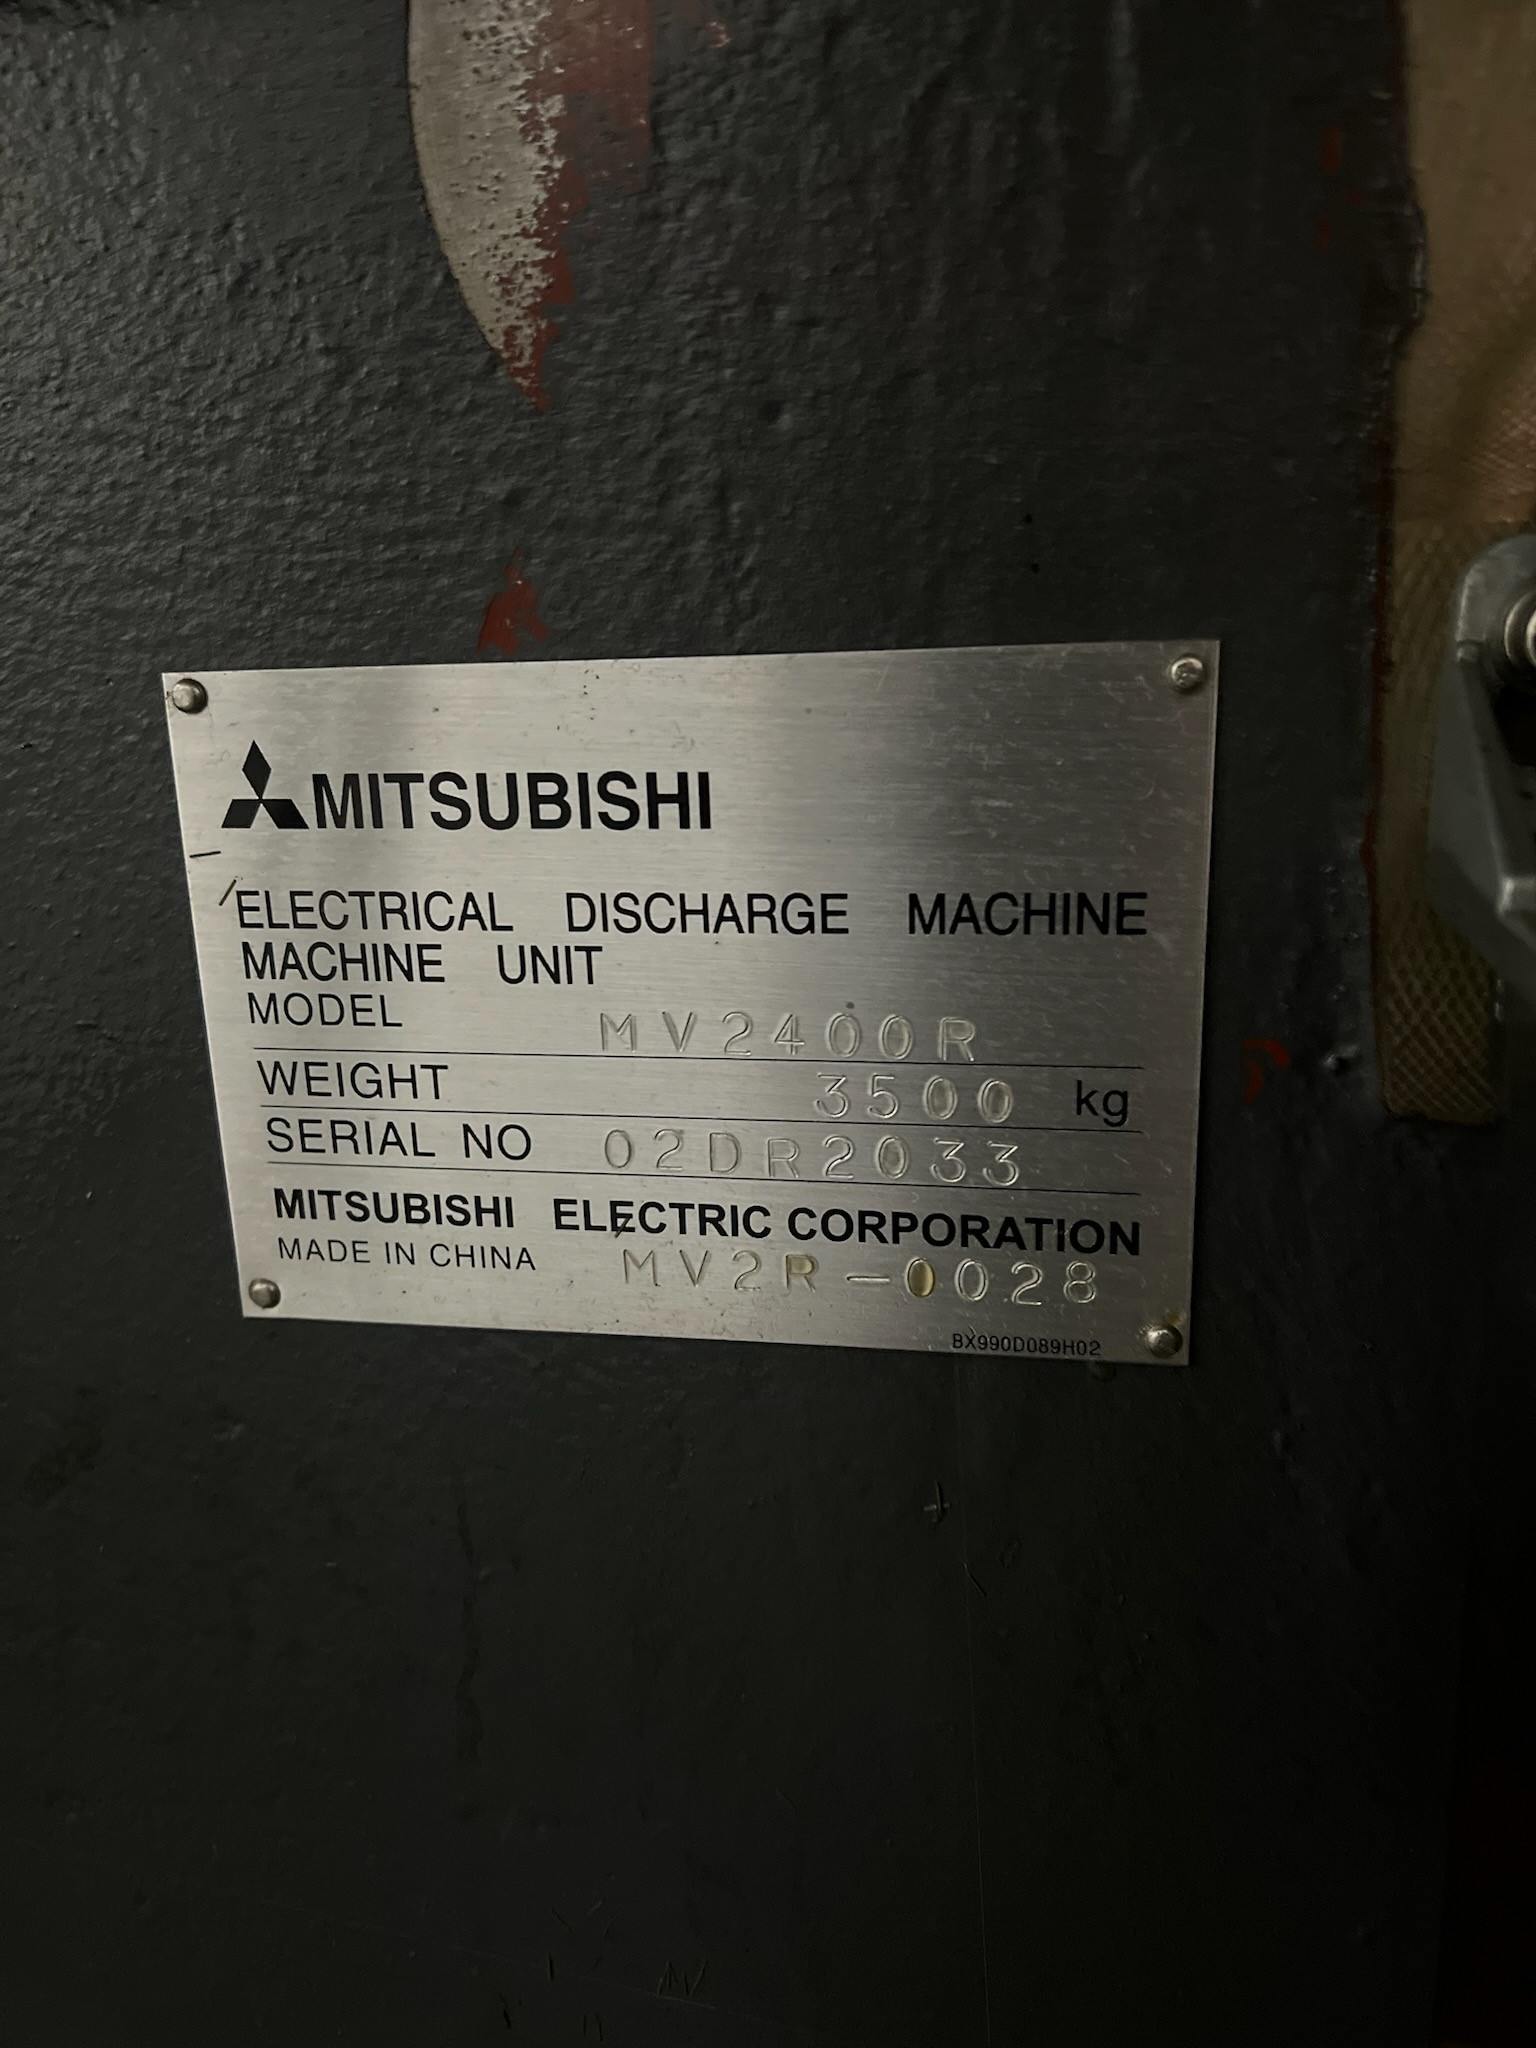 MITSUBISHI
ELECTRICAL DISCHARGE MACHINE
MACHINE UNIT
MODEL MV2400R
WEIGHT 3500 kg
SERIAL NO 02DR2033
MITSUBISHI ELECTRIC CORPORATION
MADE IN CHINA MV2R-0028
BX990D089H02